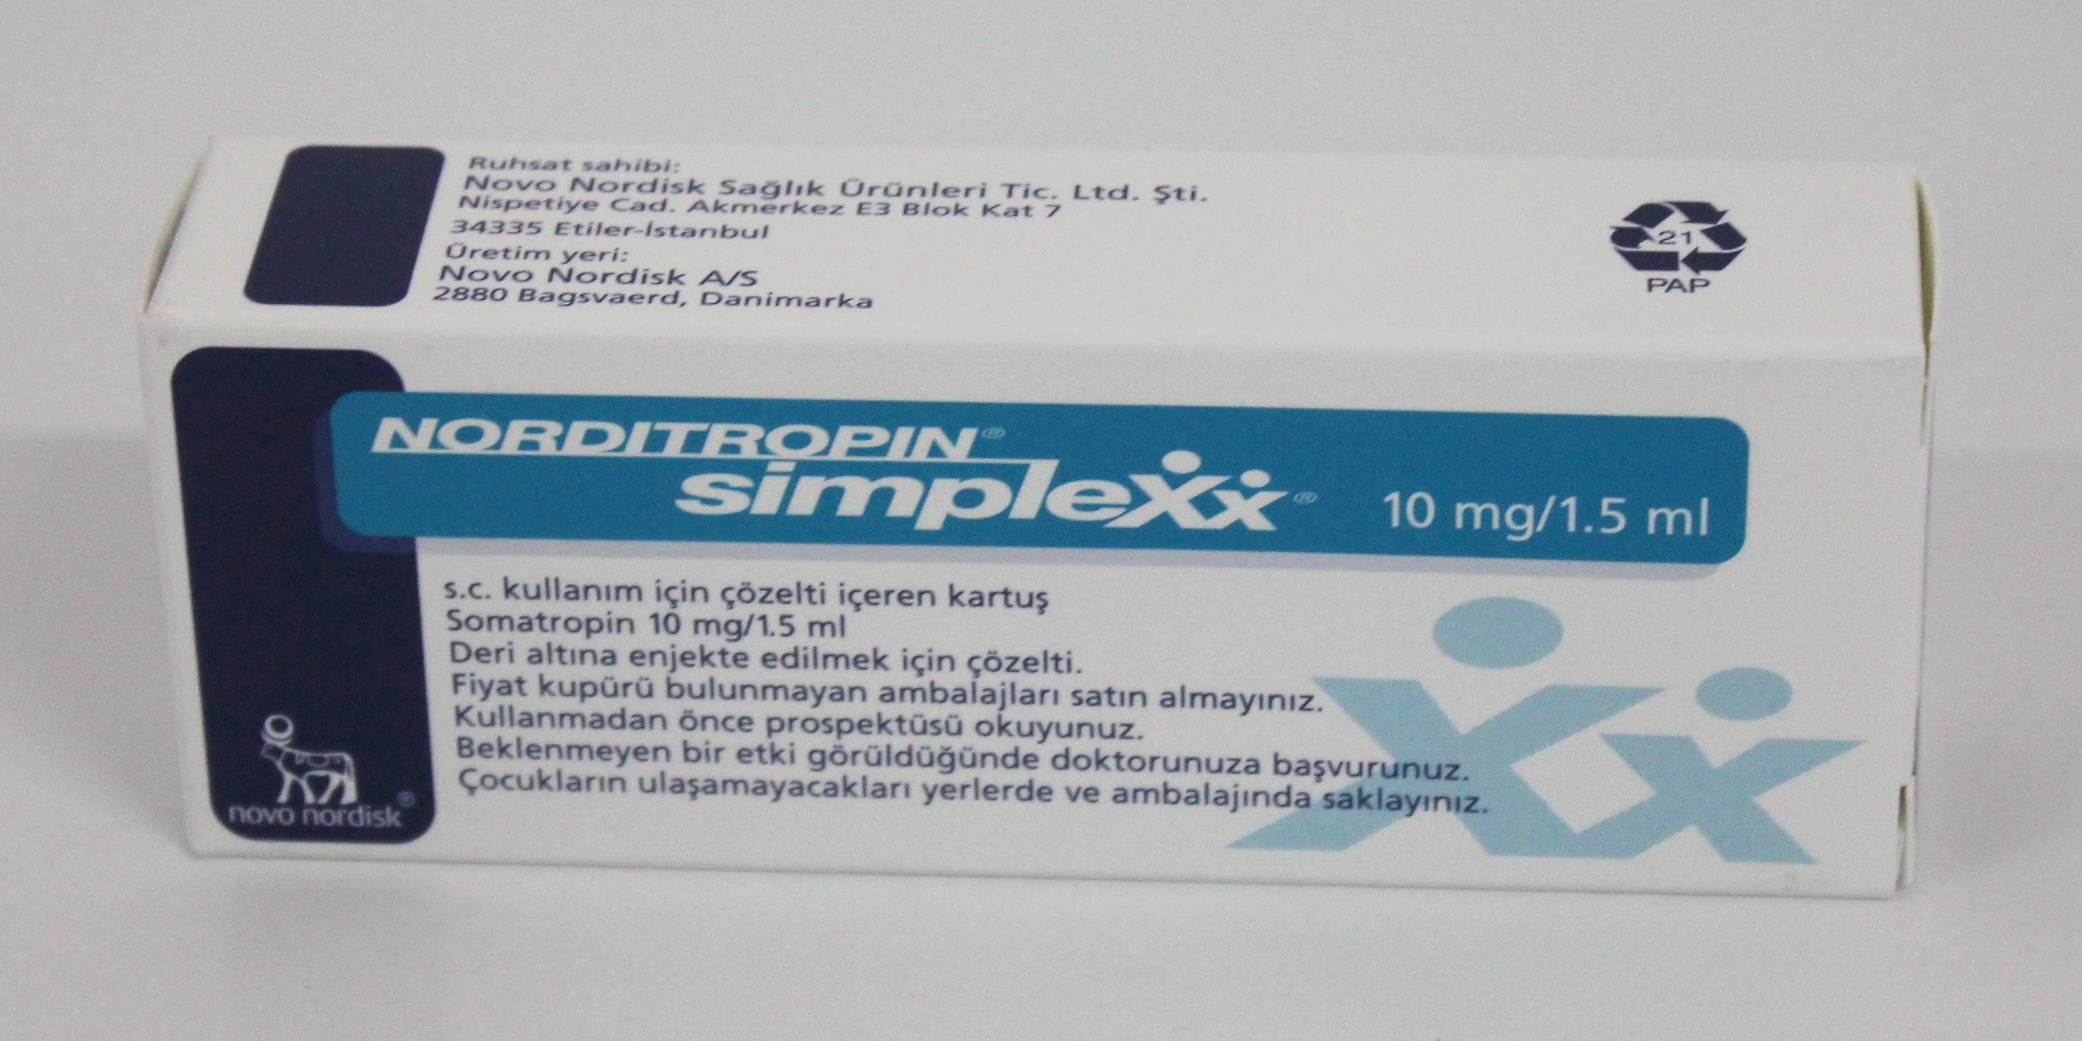 Ruhsat sahibi:
Novo Nordisk Sağlık Ürünleri Tic. Ltd. Şti.
Nispetiye Cad. Akmerkez E3 Blok Kat 7
34335 Etiler-İstanbul
Üretim yeri:
Novo Nordisk A/S
2880 Bagsvaerd, Danimarka
21
PAP
NORDITROPIN®
simplexx® 10 mg/1.5 ml
s.c. kullanım için çözelti içeren kartuş
Somatropin 10 mg/1.5 ml
Deri altına enjekte edilmek için çözelti.
Fiyat kupürü bulunmayan ambalajları satın almayınız.
Kullanmadan önce prospektüsü okuyunuz.
Beklenmeyen bir etki görüldüğünde doktorunuza başvurunuz.
Çocukların ulaşamayacakları yerlerde ve ambalajında saklayınız.
novo nordisk®
Xx